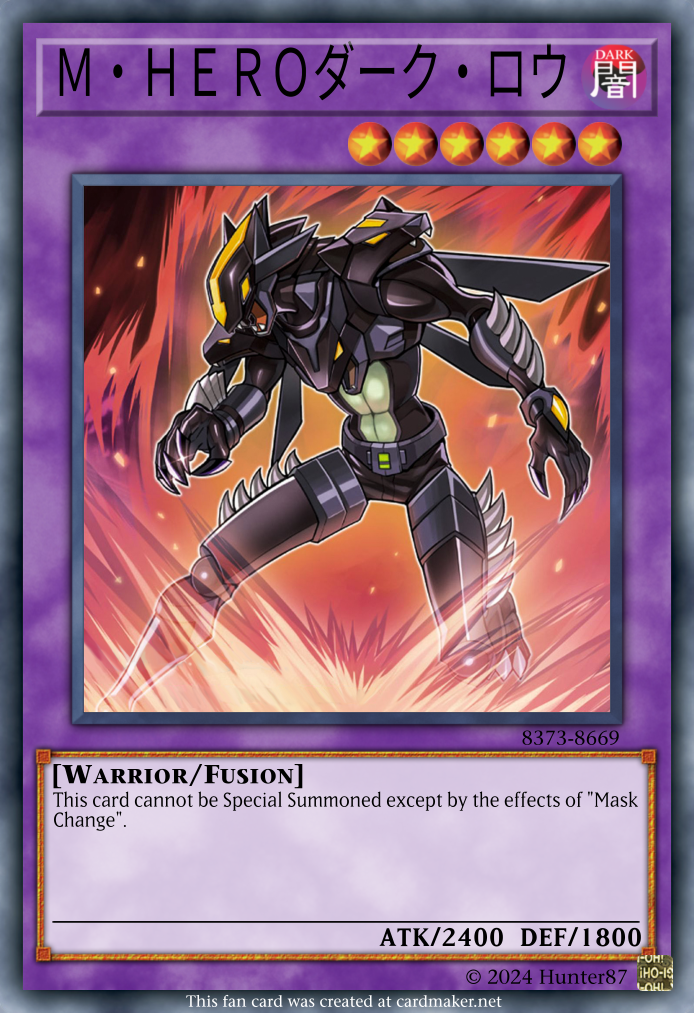 Ｍ・ＨＥＲＯダーク・ロウ
DARK
闇
8373-8669
[Warrior/Fusion]
This card cannot be Special Summoned except by the effects of "Mask
Change".
ATK/2400 DEF/1800
© 2024 Hunter87
This fan card was created at cardmaker.net